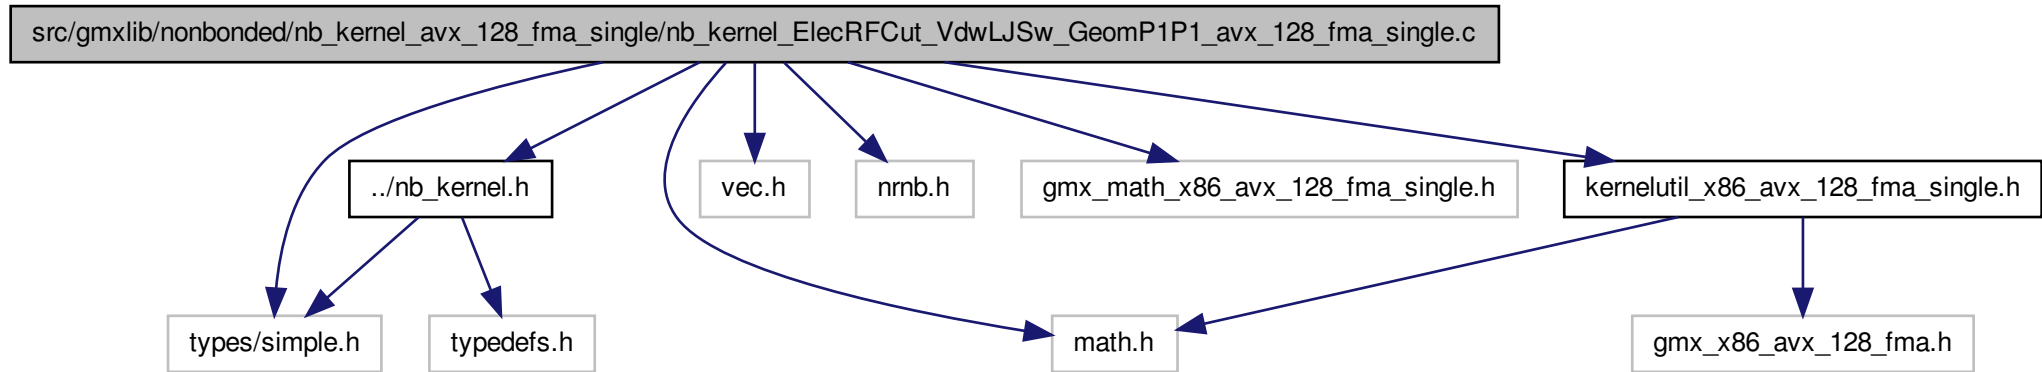 src/gmxlib/nonbonded/nb_kernel_avx_128_fma_single/nb_kernel_ElecRFCut_VdwLJSw_GeomP1P1_avx_128_fma_single.c
../nb_kernel.h
vec.h
nrnb.h
gmx_math_x86_avx_128_fma_single.h
kernelutil_x86_avx_128_fma_single.h
types/simple.h
typedefs.h
math.h
gmx_x86_avx_128_fma.h